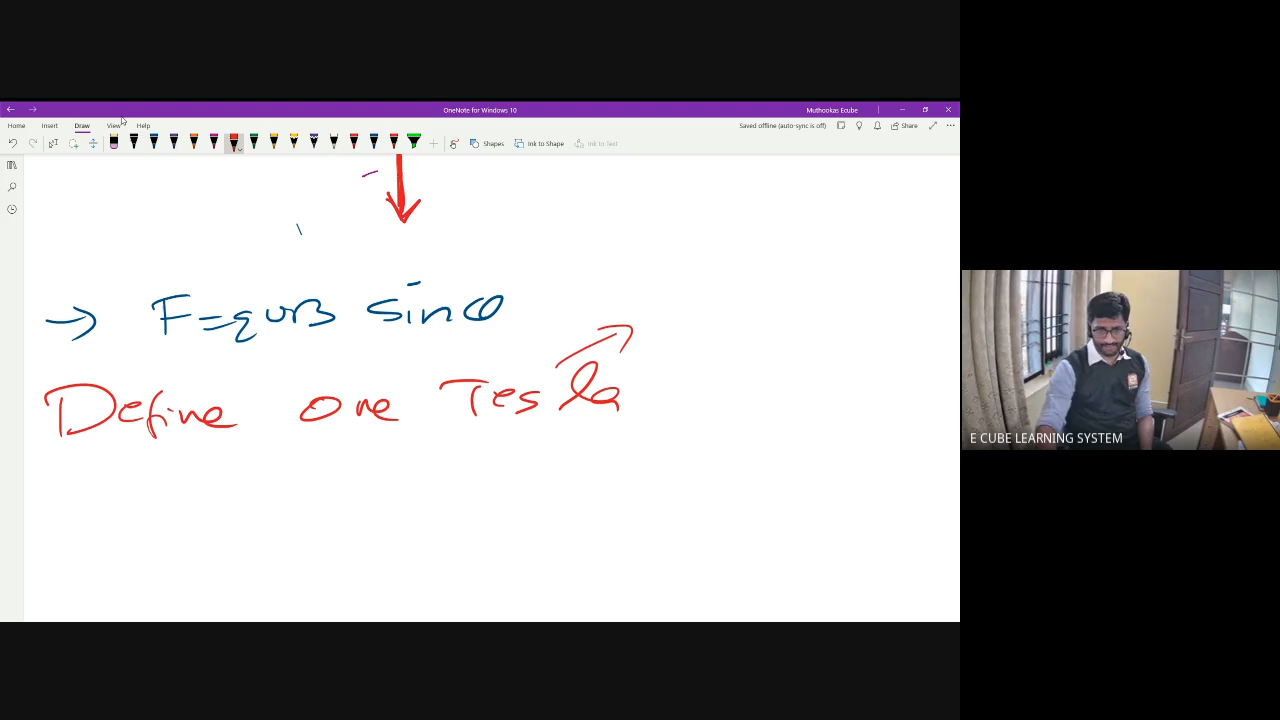 OneNote for Windows 10
Muthookas Ecube
Home Insert Draw View Help
Saved offline (auto-sync is off) Share
Shapes Ink to Shape Ink to Text
→ F=qvB sinθ
Define one Tesla
E CUBE LEARNING SYSTEM